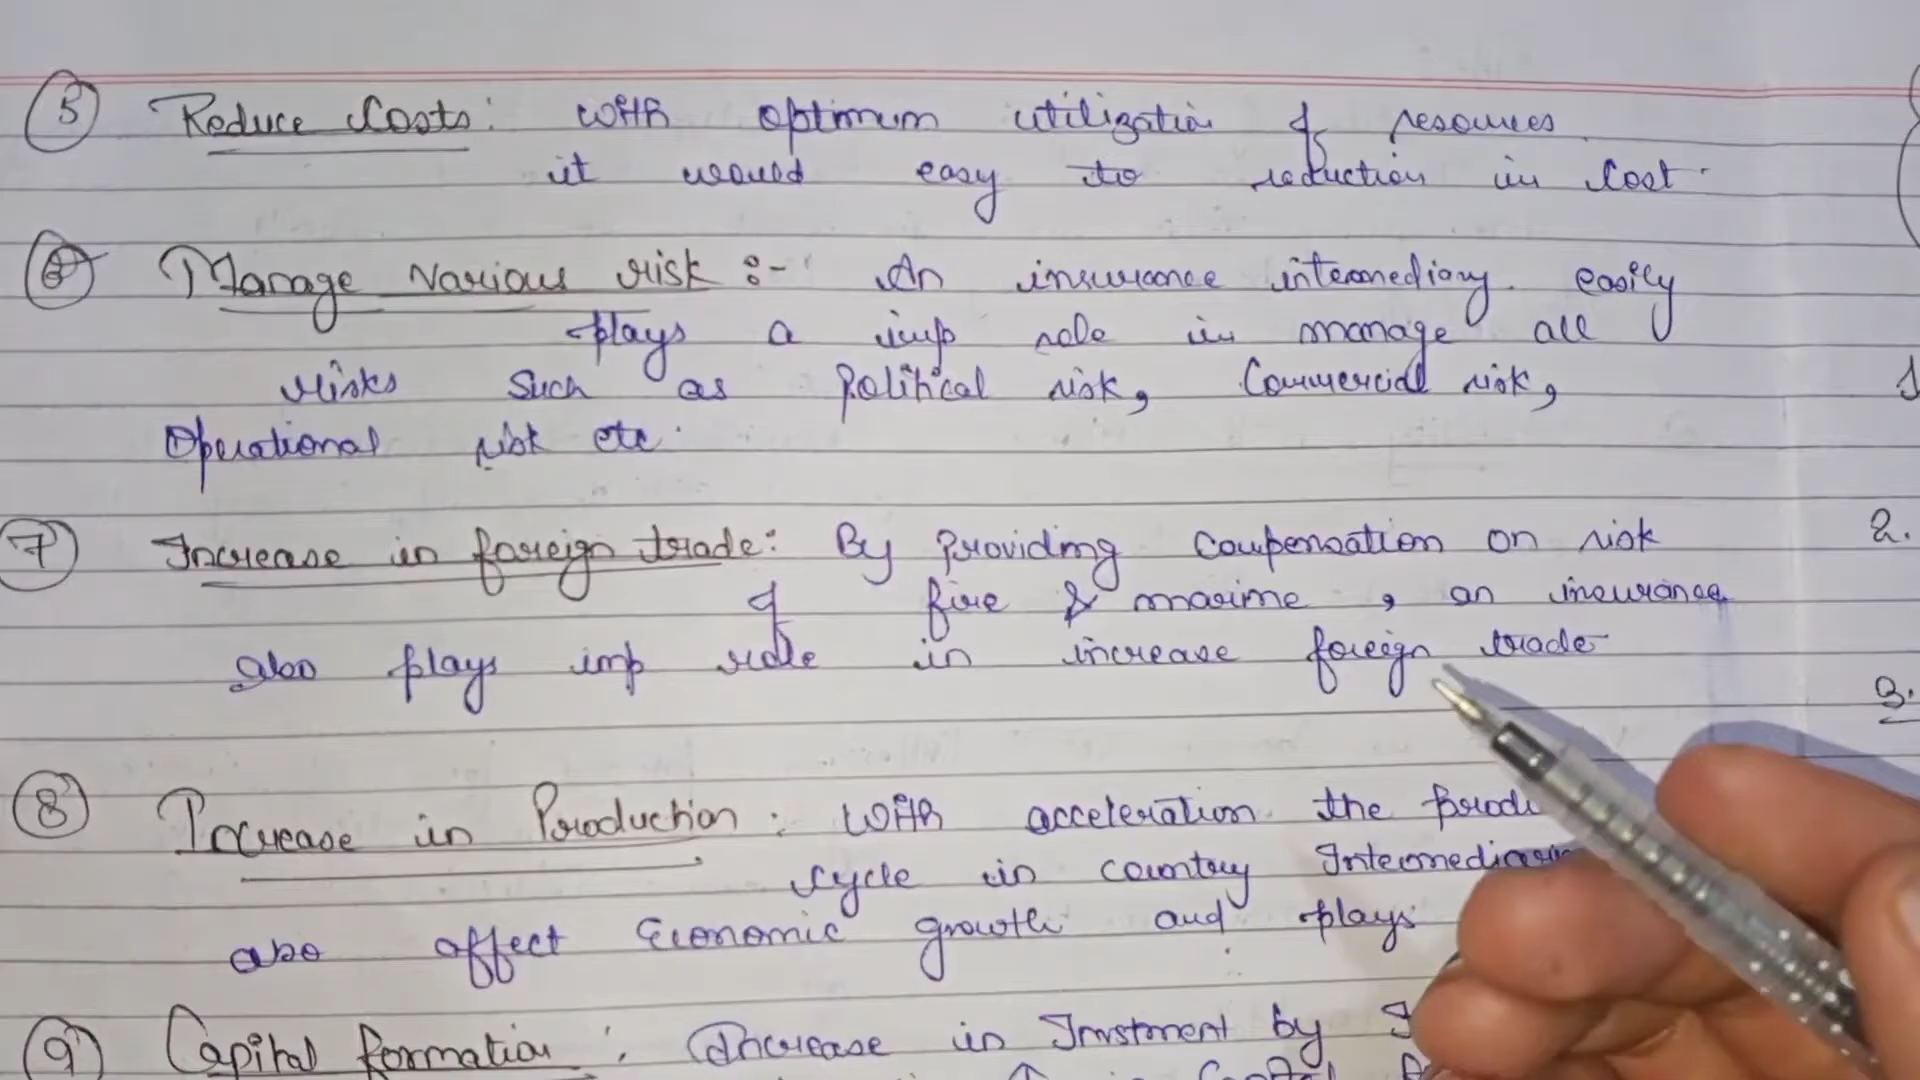 5 Reduce Costs: With optimum utilization of resources
it would easy to reduction in Cost.
6 Manage Various risk :- An insurance intermediary. easily
plays a imp role in manage all
risks Such as Political risk, Commercial risk,
Operational risk etc.
7 Increase in foreign trade: By Providing Compensation on risk
of fire & marine, an insurance
also plays imp role in increase foreign trade
8 Increase in Production: With acceleration the
cycle in country
also affect Economic growth and plays
9 Capital formation: Increase in Invstment by
1
2.
3.